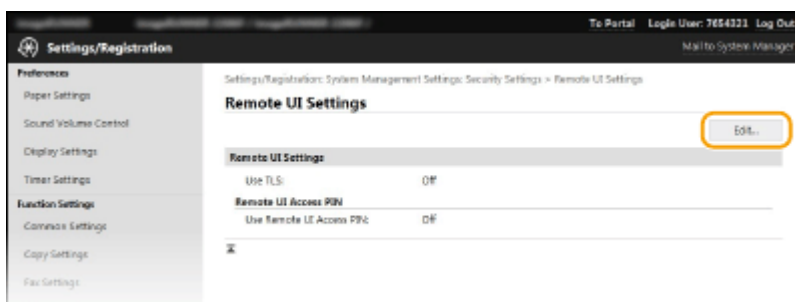 To Portal Login User: 7654321 Log Out
Settings/Registration
Mail to System Manager
Preferences
Paper Settings
Sound Volume Control
Display Settings
Timer Settings
Function Settings
Common Settings
Copy Settings
Fax Settings
Settings/Registration: System Management Settings: Security Settings > Remote UI Settings
Remote UI Settings
Edit...
Remote UI Settings
Use TLS: Off
Remote UI Access PIN
Use Remote UI Access PIN: Off